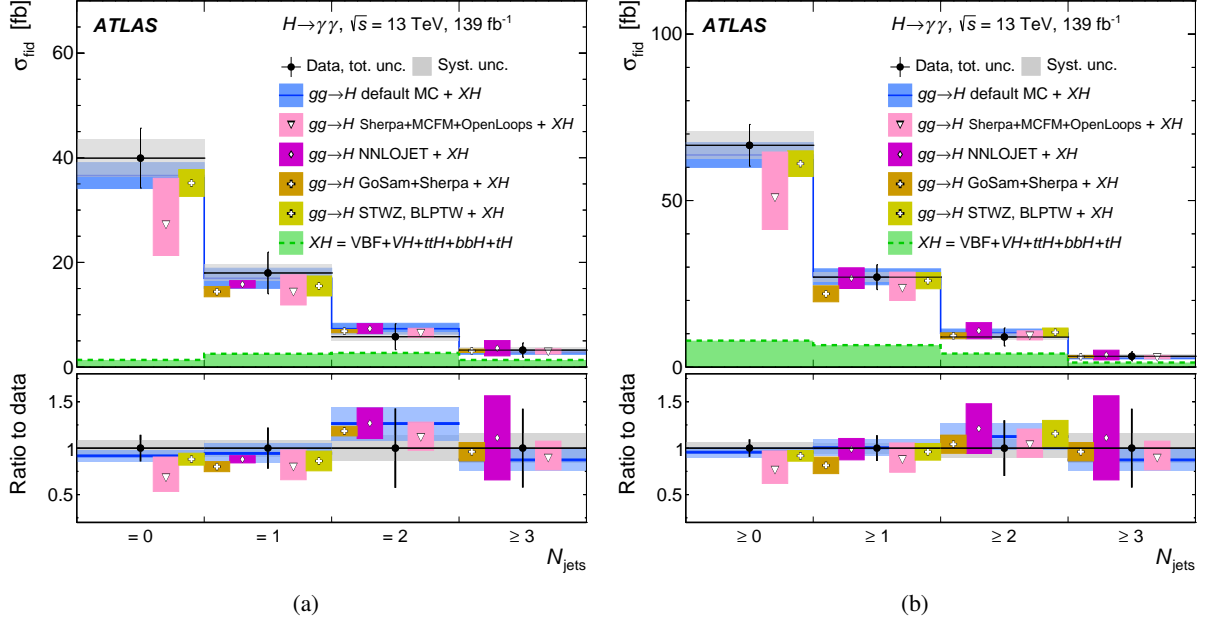 σfid [fb]
ATLAS
H→γγ, √s = 13 TeV, 139 fb⁻¹
Data, tot. unc.
Syst. unc.
gg→H default MC + XH
gg→H Sherpa+MCFM+OpenLoops + XH
gg→H NNLOJET + XH
gg→H GoSam+Sherpa + XH
gg→H STWZ, BLPTW + XH
XH = VBF+VH+ttH+bbH+tH
60
40
20
0
Ratio to data
1.5
1
0.5
= 0
= 1
= 2
≥ 3
Njets
(a)
σfid [fb]
ATLAS
H→γγ, √s = 13 TeV, 139 fb⁻¹
Data, tot. unc.
Syst. unc.
gg→H default MC + XH
gg→H Sherpa+MCFM+OpenLoops + XH
gg→H NNLOJET + XH
gg→H GoSam+Sherpa + XH
gg→H STWZ, BLPTW + XH
XH = VBF+VH+ttH+bbH+tH
100
50
0
Ratio to data
1.5
1
0.5
≥ 0
≥ 1
≥ 2
≥ 3
Njets
(b)